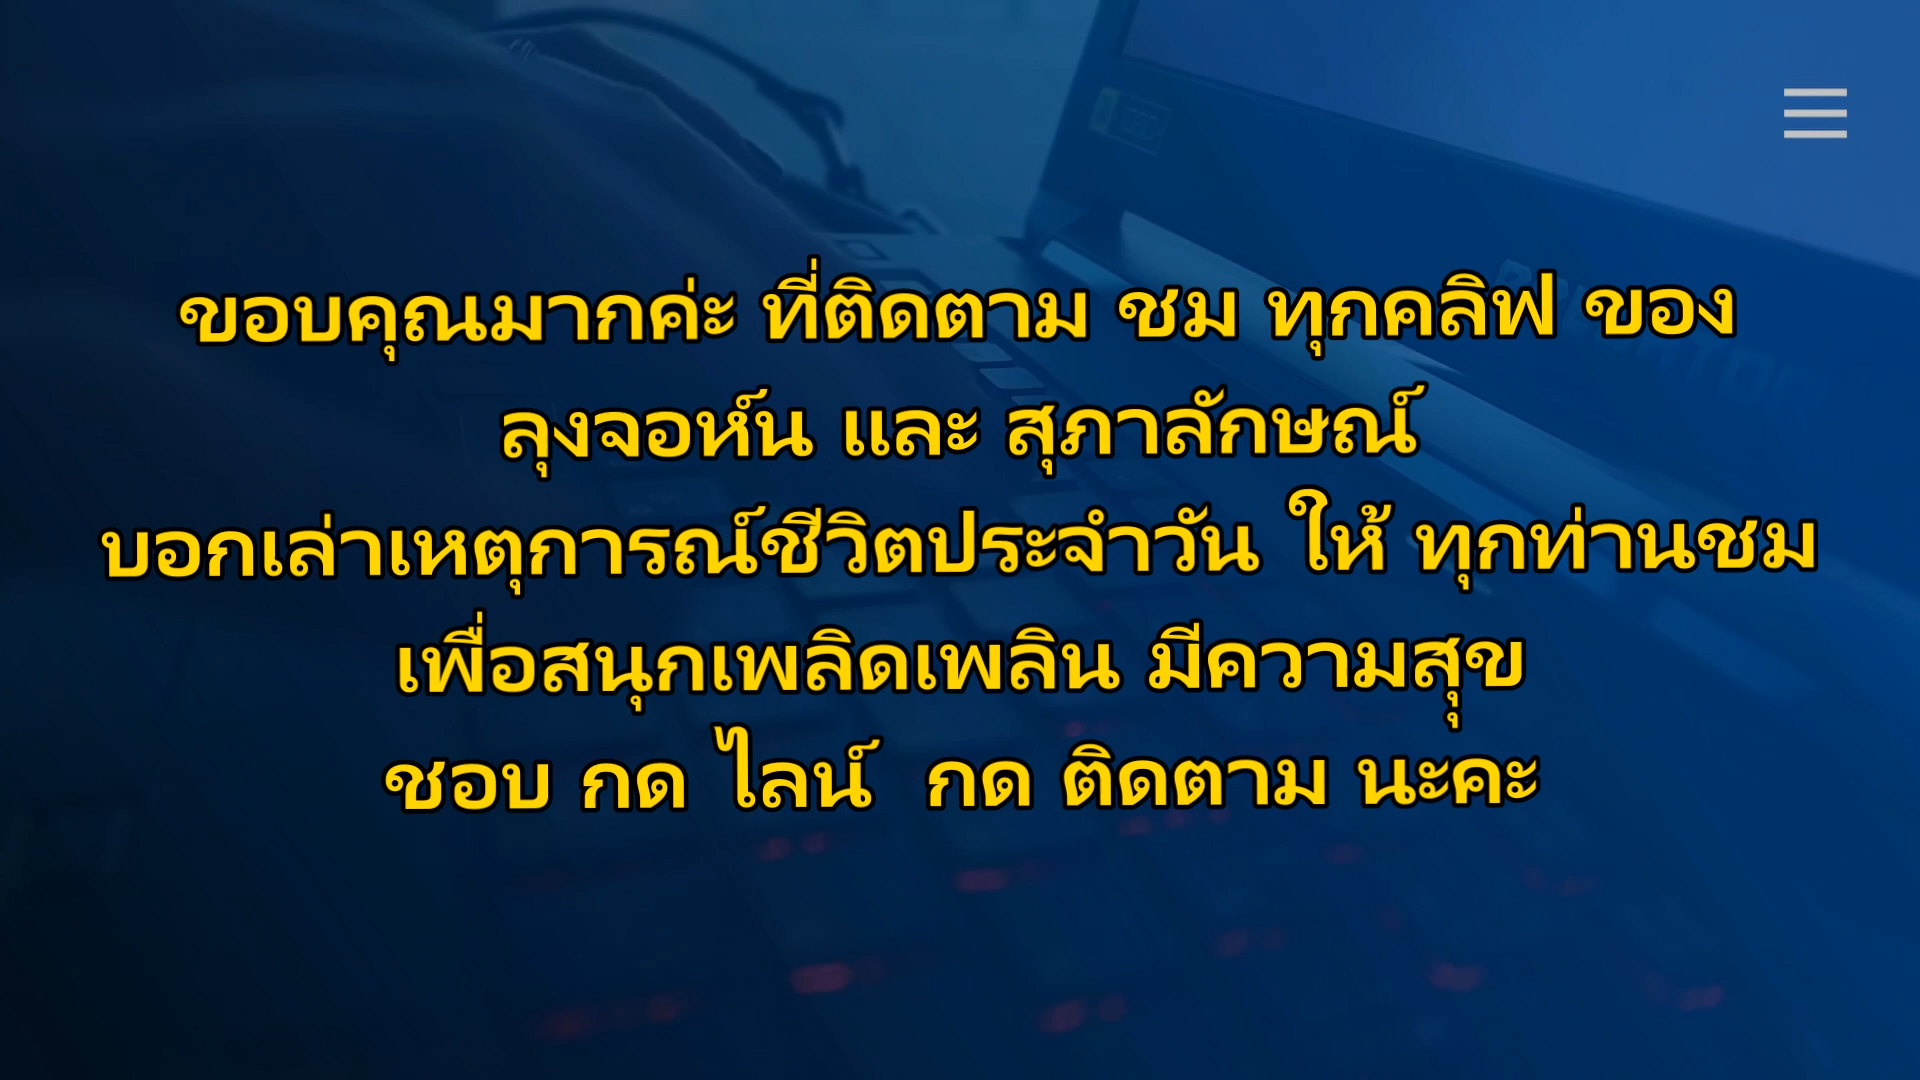 ขอบคุณมากค่ะ ที่ติดตาม ชม ทุกคลิฟ ของ
ลุงจอห์น และ สุภาลักษณ์
บอกเล่าเหตุการณ์ชีวิตประจำวัน ให้ ทุกท่านชม
เพื่อสนุกเพลิดเพลิน มีความสุุข
ชอบ กด ไลน์ กด ติดตาม นะคะ